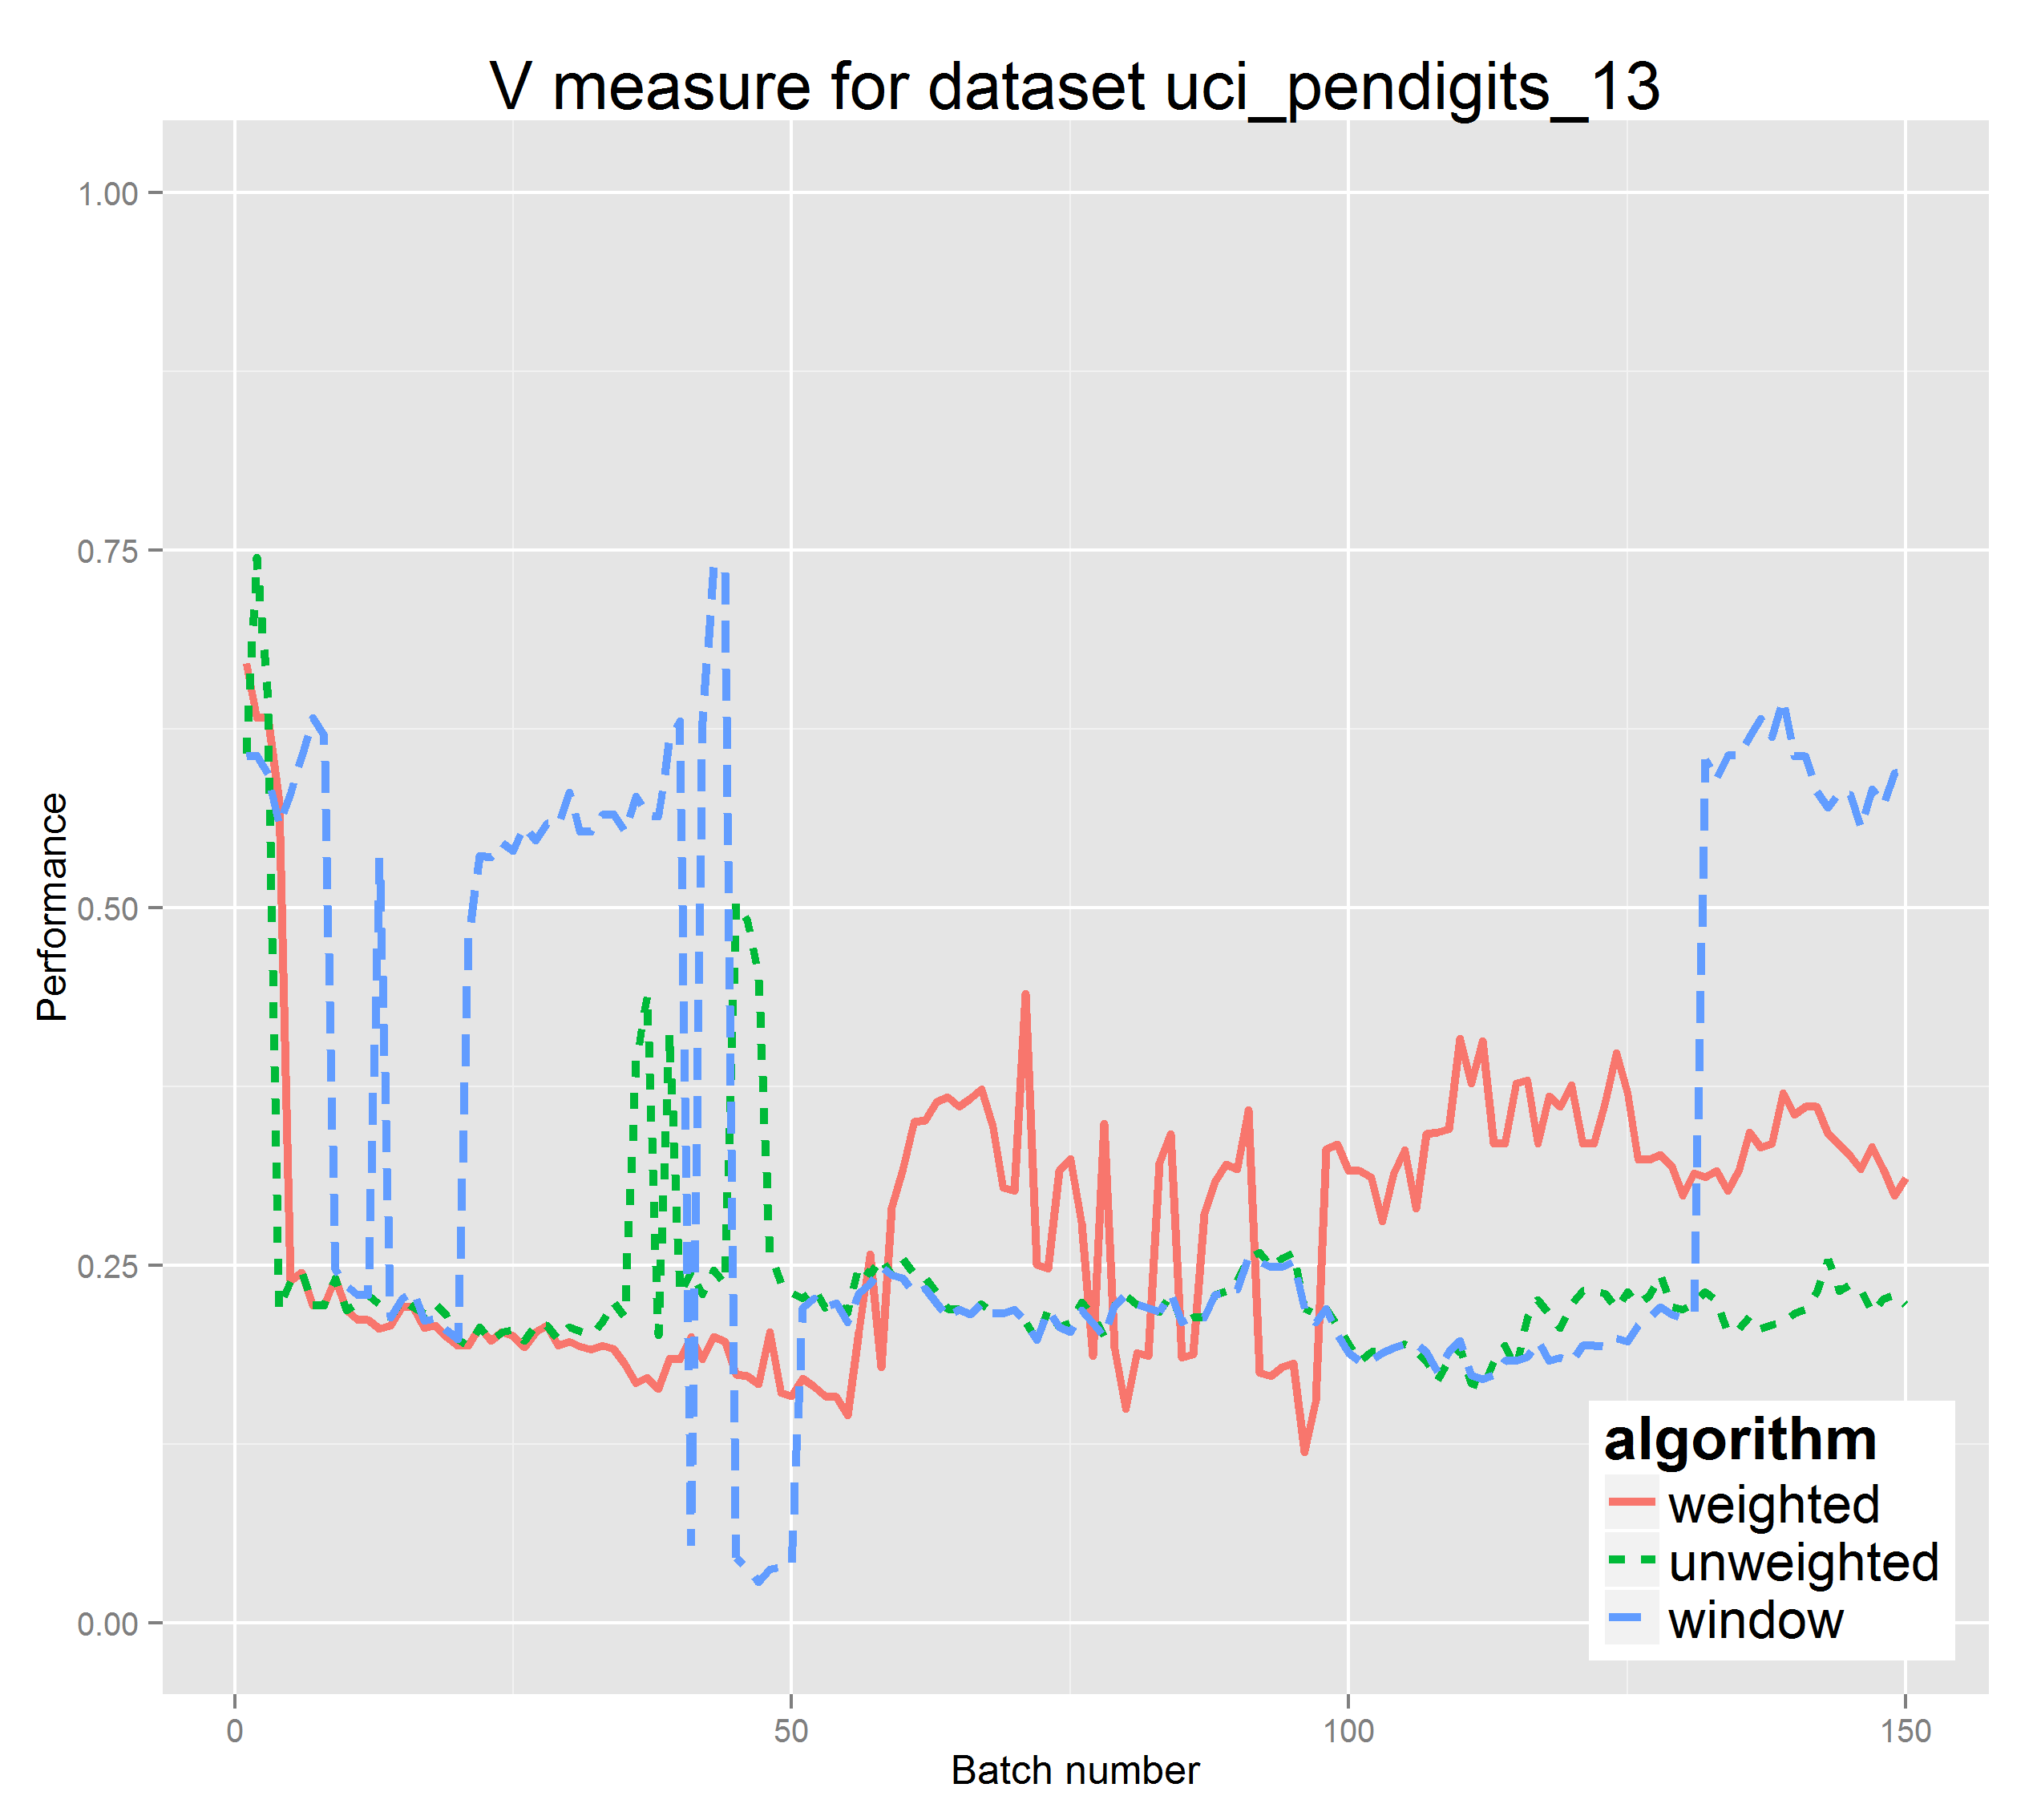 V measure for dataset uci_pendigits_13
1.00
0.75
0.50
0.25
0.00
Performance
0
50
100
150
Batch number
algorithm
weighted
unweighted
window